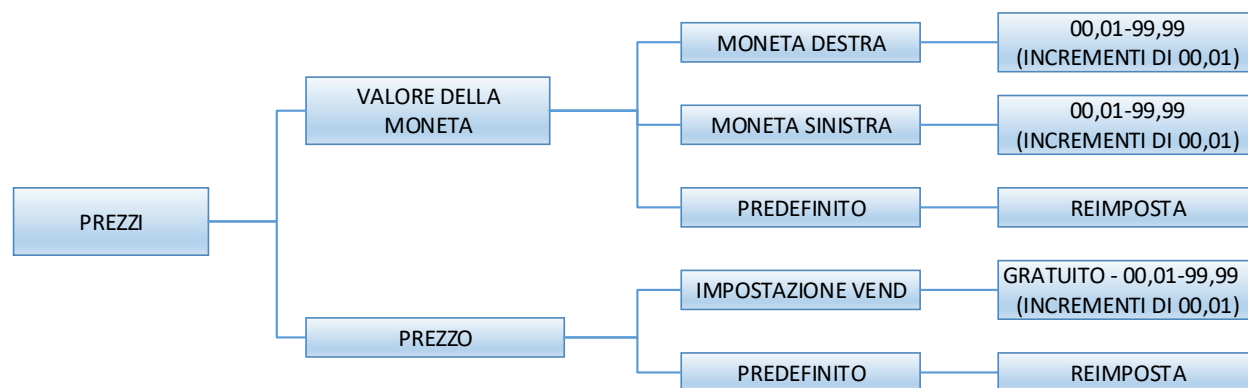 PREZZI
VALORE DELLA
MONETA
MONETA DESTRA
00,01-99,99
(INCREMENTI DI 00,01)
MONETA SINISTRA
00,01-99,99
(INCREMENTI DI 00,01)
PREDEFINITO
REIMPOSTA
PREZZO
IMPOSTAZIONE VEND
GRATUITO - 00,01-99,99
(INCREMENTI DI 00,01)
PREDEFINITO
REIMPOSTA